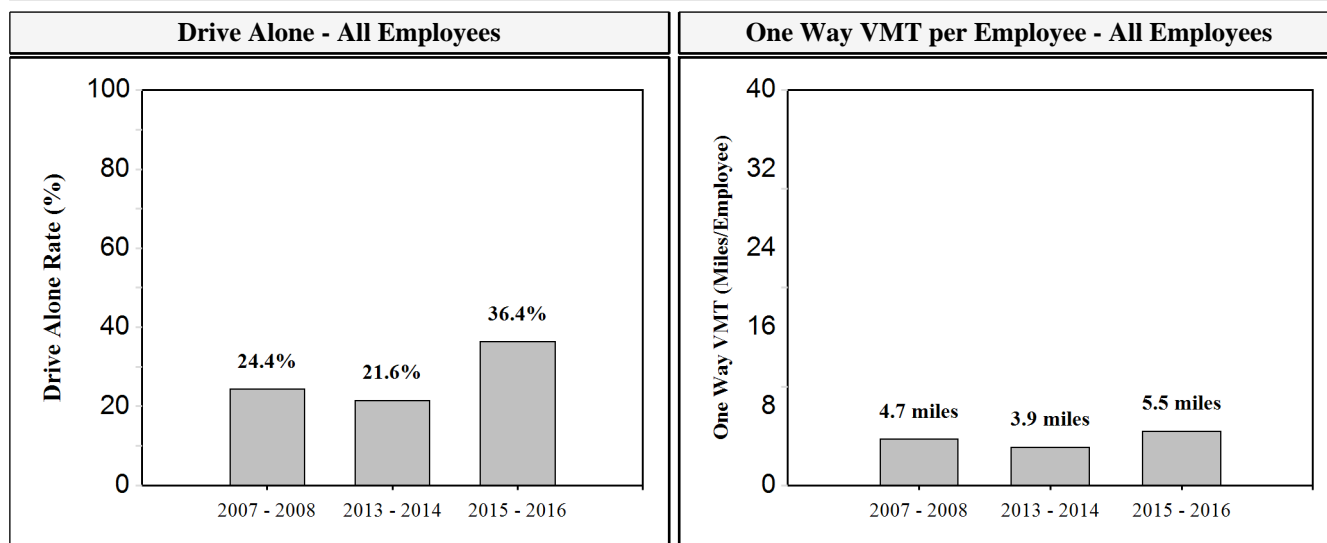 Drive Alone - All Employees
100
80
60
40
20
0
Drive Alone Rate (%)
24.4%
21.6%
36.4%
2007 - 2008
2013 - 2014
2015 - 2016
One Way VMT per Employee - All Employees
40
32
24
16
8
0
One Way VMT (Miles/Employee)
4.7 miles
3.9 miles
5.5 miles
2007 - 2008
2013 - 2014
2015 - 2016